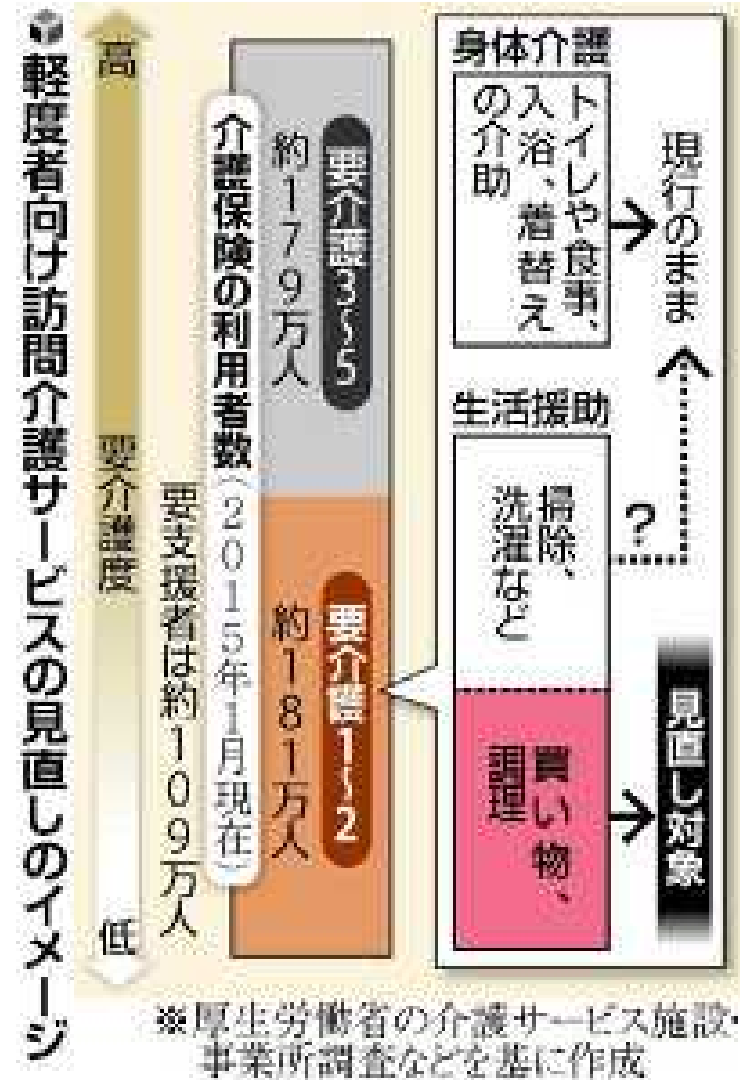 軽度者向け訪問介護サービスの見直しのイメージ
高
要介護度
低
介護保険の利用者数(2015年1月現在)
要介護3~5
約179万人
要介護1~2
約181万人
要支援者は約109万人
身体介護
トイレや食事、
入浴、着替え
の介助
現行のまま
生活援助
掃除、
洗濯など
?
買い物、
調理
見直し対象
※厚生労働省の介護サービス施設・
事業所調査などを基に作成